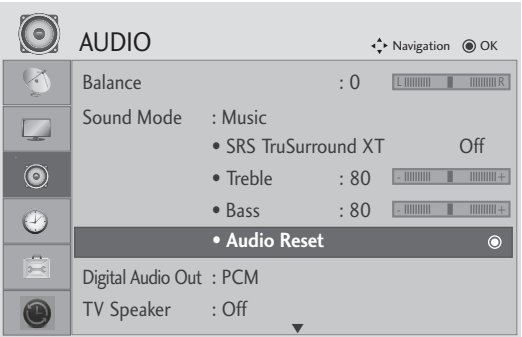 AUDIO Navigation OK
Balance : 0 L R
Sound Mode : Music
• SRS TruSurround XT Off
• Treble : 80 - +
• Bass : 80 - +
• Audio Reset
Digital Audio Out : PCM
TV Speaker : Off